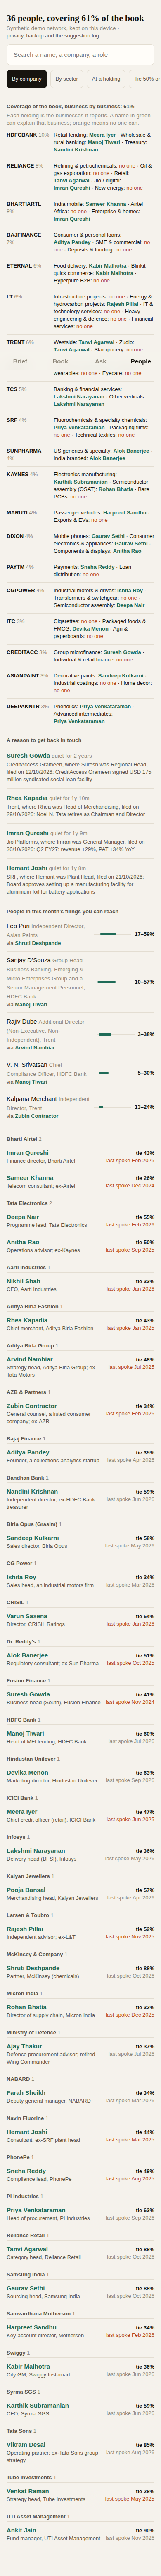 36 people, covering 61% of the book
Synthetic demo network, kept in this device ·
privacy, backup and the suggestion log
Search a name, a company, a role
By company By sector At a holding Tie 50% or
Coverage of the book, business by business: 61%
Each holding is the businesses it reports. A name in green
can explain that business; orange means no one does.
HDFCBANK 10% Retail lending: Meera Iyer · Wholesale &
rural banking: Manoj Tiwari · Treasury:
Nandini Krishnan
RELIANCE 9% Refining & petrochemicals: no one · Oil &
gas exploration: no one · Retail:
Tanvi Agarwal · Jio / digital:
Imran Qureshi · New energy: no one
BHARTIARTL 8% India mobile: Sameer Khanna · Airtel
Africa: no one · Enterprise & homes:
Imran Qureshi
BAJFINANCE 7% Consumer & personal loans:
Aditya Pandey · SME & commercial: no
one · Deposits & funding: no one
ETERNAL 6% Food delivery: Kabir Malhotra · Blinkit
quick commerce: Kabir Malhotra ·
Hyperpure B2B: no one
LT 6% Infrastructure projects: no one · Energy &
hydrocarbon projects: Rajesh Pillai · IT &
technology services: no one · Heavy
engineering & defence: no one · Financial
services: no one
TRENT 6% Westside: Tanvi Agarwal · Zudio:
Tanvi Agarwal · Star grocery: no one
Brief Book Ask People
wearables: no one · Eyecare: no one
TCS 5% Banking & financial services:
Lakshmi Narayanan · Other verticals:
Lakshmi Narayanan
SRF 4% Fluorochemicals & specialty chemicals:
Priya Venkataraman · Packaging films:
no one · Technical textiles: no one
SUNPHARMA 4% US generics & specialty: Alok Banerjee ·
India branded: Alok Banerjee
KAYNES 4% Electronics manufacturing:
Karthik Subramanian · Semiconductor
assembly (OSAT): Rohan Bhatia · Bare
PCBs: no one
MARUTI 4% Passenger vehicles: Harpreet Sandhu ·
Exports & EVs: no one
DIXON 4% Mobile phones: Gaurav Sethi · Consumer
electronics & appliances: Gaurav Sethi ·
Components & displays: Anitha Rao
PAYTM 4% Payments: Sneha Reddy · Loan
distribution: no one
CGPOWER 4% Industrial motors & drives: Ishita Roy ·
Transformers & switchgear: no one ·
Semiconductor assembly: Deepa Nair
ITC 3% Cigarettes: no one · Packaged foods &
FMCG: Devika Menon · Agri &
paperboards: no one
CREDITACC 3% Group microfinance: Suresh Gowda ·
Individual & retail finance: no one
ASIANPAINT 3% Decorative paints: Sandeep Kulkarni ·
Industrial coatings: no one · Home decor:
no one
DEEPAKNTR 3% Phenolics: Priya Venkataraman ·
Advanced intermediates:
Priya Venkataraman
A reason to get back in touch
Suresh Gowda quiet for 2 years
CreditAccess Grameen, where Suresh was Regional Head,
filed on 12/10/2026: CreditAccess Grameen secured USD 175
million syndicated social loan facility
Rhea Kapadia quiet for 1y 10m
Trent, where Rhea was Head of Merchandising, filed on
29/10/2026: Noel N. Tata retires as Chairman and Director
Imran Qureshi quiet for 1y 9m
Jio Platforms, where Imran was General Manager, filed on
30/10/2026: Q2 FY27: revenue +29%, PAT +34% YoY
Hemant Joshi quiet for 1y 8m
SRF, where Hemant was Plant Head, filed on 21/10/2026:
Board approves setting up a manufacturing facility for
aluminium foil for battery applications
People in this month's filings you can reach
Leo Puri Independent Director, Asian Paints
via Shruti Deshpande 17–59%
Sanjay D'Souza Group Head – Business Banking, Emerging & Micro Enterprises Group and a Senior Management Personnel, HDFC Bank
via Manoj Tiwari 10–57%
Rajiv Dube Additional Director (Non-Executive, Non-Independent), Trent
via Arvind Nambiar 3–38%
V. N. Srivatsan Chief Compliance Officer, HDFC Bank
via Manoj Tiwari 5–30%
Kalpana Merchant Independent Director, Trent
via Zubin Contractor 13–24%
Bharti Airtel 2
Imran Qureshi tie 43%
Finance director, Bharti Airtel last spoke Feb 2025
Sameer Khanna tie 26%
Telecom consultant; ex-Airtel last spoke Dec 2024
Tata Electronics 2
Deepa Nair tie 55%
Programme lead, Tata Electronics last spoke Feb 2026
Anitha Rao tie 50%
Operations advisor; ex-Kaynes last spoke Sep 2025
Aarti Industries 1
Nikhil Shah tie 33%
CFO, Aarti Industries last spoke Jan 2026
Aditya Birla Fashion 1
Rhea Kapadia tie 43%
Chief merchant, Aditya Birla Fashion last spoke Jan 2025
Aditya Birla Group 1
Arvind Nambiar tie 48%
Strategy head, Aditya Birla Group; ex-Tata Motors last spoke Jul 2025
AZB & Partners 1
Zubin Contractor tie 34%
General counsel, a listed consumer company; ex-AZB last spoke Feb 2026
Bajaj Finance 1
Aditya Pandey tie 35%
Founder, a collections-analytics startup last spoke Apr 2026
Bandhan Bank 1
Nandini Krishnan tie 59%
Independent director; ex-HDFC Bank treasurer last spoke Jun 2026
Birla Opus (Grasim) 1
Sandeep Kulkarni tie 58%
Sales director, Birla Opus last spoke May 2026
CG Power 1
Ishita Roy tie 34%
Sales head, an industrial motors firm last spoke Mar 2026
CRISIL 1
Varun Saxena tie 54%
Director, CRISIL Ratings last spoke Jan 2026
Dr. Reddy's 1
Alok Banerjee tie 51%
Regulatory consultant; ex-Sun Pharma last spoke Oct 2025
Fusion Finance 1
Suresh Gowda tie 41%
Business head (South), Fusion Finance last spoke Nov 2024
HDFC Bank 1
Manoj Tiwari tie 60%
Head of MFI lending, HDFC Bank last spoke Jul 2026
Hindustan Unilever 1
Devika Menon tie 63%
Marketing director, Hindustan Unilever last spoke Sep 2026
ICICI Bank 1
Meera Iyer tie 47%
Chief credit officer (retail), ICICI Bank last spoke Jun 2025
Infosys 1
Lakshmi Narayanan tie 36%
Delivery head (BFSI), Infosys last spoke May 2026
Kalyan Jewellers 1
Pooja Bansal tie 57%
Merchandising head, Kalyan Jewellers last spoke Apr 2026
Larsen & Toubro 1
Rajesh Pillai tie 52%
Independent advisor; ex-L&T last spoke Nov 2025
McKinsey & Company 1
Shruti Deshpande tie 88%
Partner, McKinsey (chemicals) last spoke Oct 2026
Micron India 1
Rohan Bhatia tie 32%
Director of supply chain, Micron India last spoke Dec 2025
Ministry of Defence 1
Ajay Thakur tie 37%
Defence procurement advisor; retired Wing Commander last spoke Jul 2026
NABARD 1
Farah Sheikh tie 34%
Deputy general manager, NABARD last spoke Mar 2026
Navin Fluorine 1
Hemant Joshi tie 44%
Consultant; ex-SRF plant head last spoke Mar 2025
PhonePe 1
Sneha Reddy tie 49%
Compliance lead, PhonePe last spoke Aug 2025
PI Industries 1
Priya Venkataraman tie 63%
Head of procurement, PI Industries last spoke Sep 2026
Reliance Retail 1
Tanvi Agarwal tie 88%
Category head, Reliance Retail last spoke Oct 2026
Samsung India 1
Gaurav Sethi tie 88%
Sourcing head, Samsung India last spoke Oct 2026
Samvardhana Motherson 1
Harpreet Sandhu tie 34%
Key-account director, Motherson last spoke Feb 2026
Swiggy 1
Kabir Malhotra tie 36%
City GM, Swiggy Instamart last spoke Jun 2026
Syrma SGS 1
Karthik Subramanian tie 59%
CFO, Syrma SGS last spoke Jun 2026
Tata Sons 1
Vikram Desai tie 85%
Operating partner; ex-Tata Sons group strategy last spoke Aug 2026
Tube Investments 1
Venkat Raman tie 28%
Strategy head, Tube Investments last spoke May 2025
UTI Asset Management 1
Ankit Jain tie 90%
Fund manager, UTI Asset Management last spoke Nov 2026